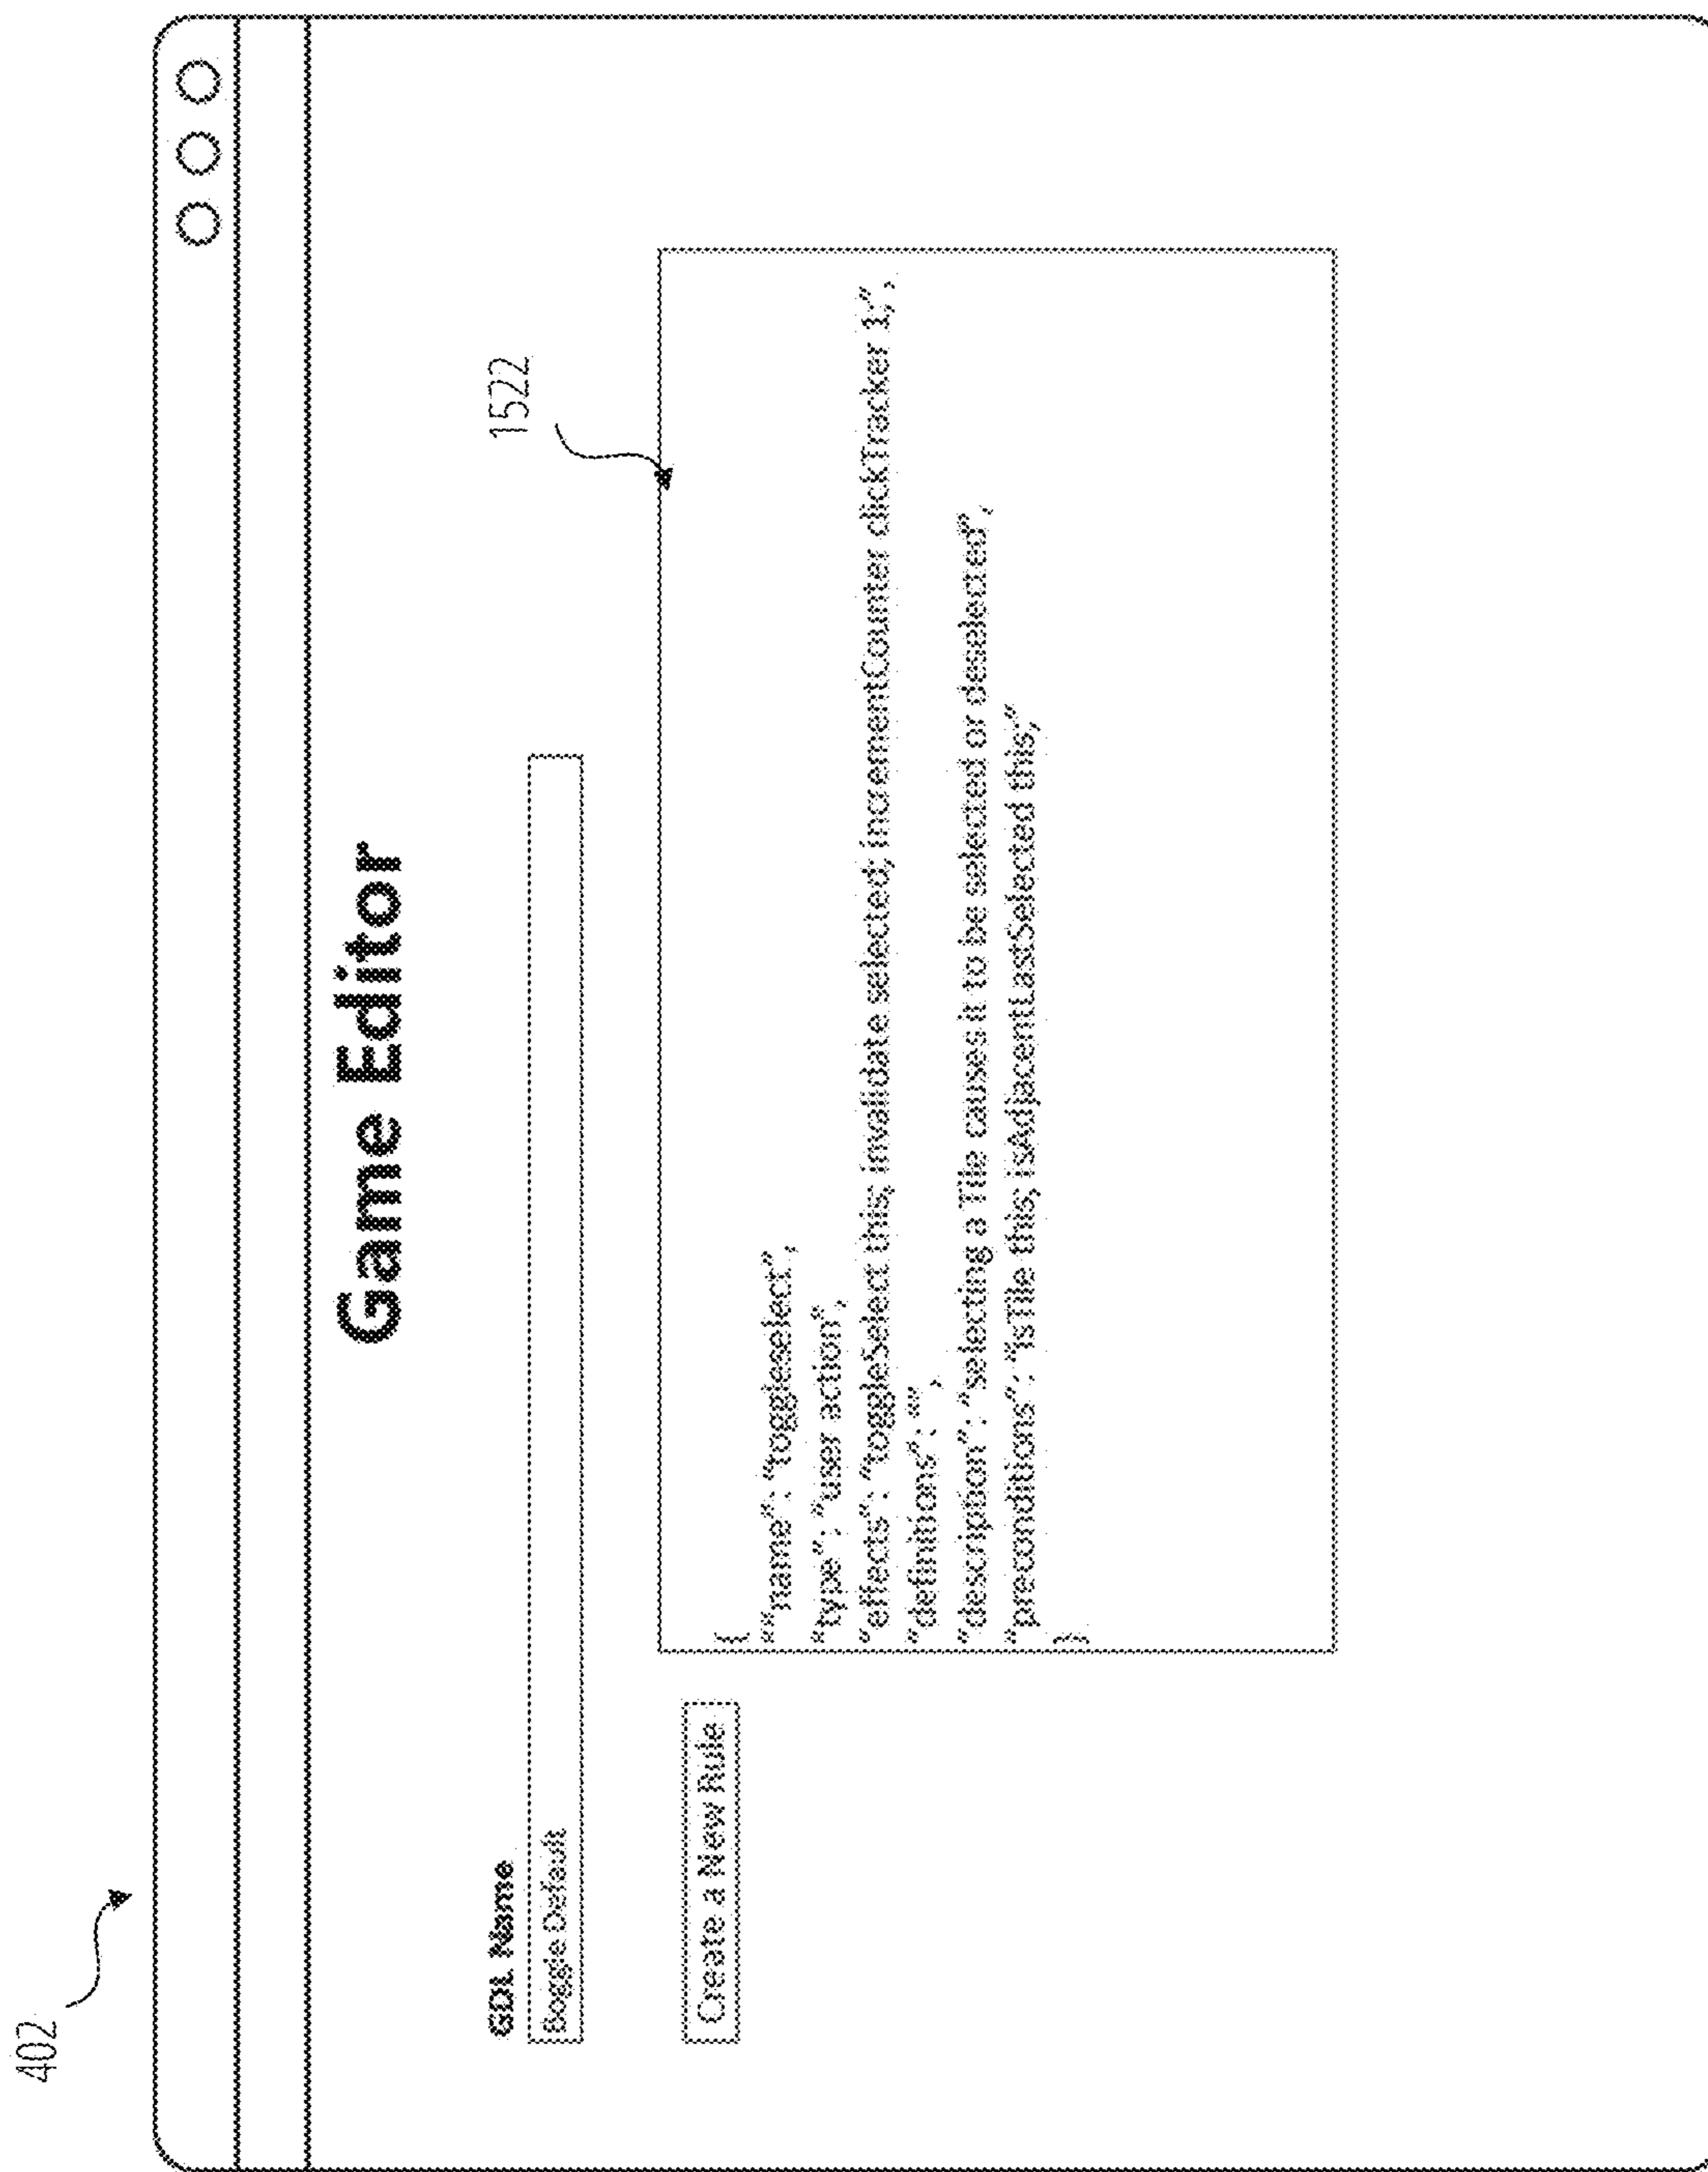 402
Game Editor
GDL Name
Boggle Default
1522
Create a New Rule
{
““name”: “toggleselect”,
“type”: “user action”,
“effects”: “toggleSelect this; invalidate selected; incrementCounter clickTracker 1;”,
“definitions”: “”,
“description”: “selecting a Tile causes it to be selected or deselected”,
“preconditions”: “isTile this; isAdjacentLastSelected this;”
}